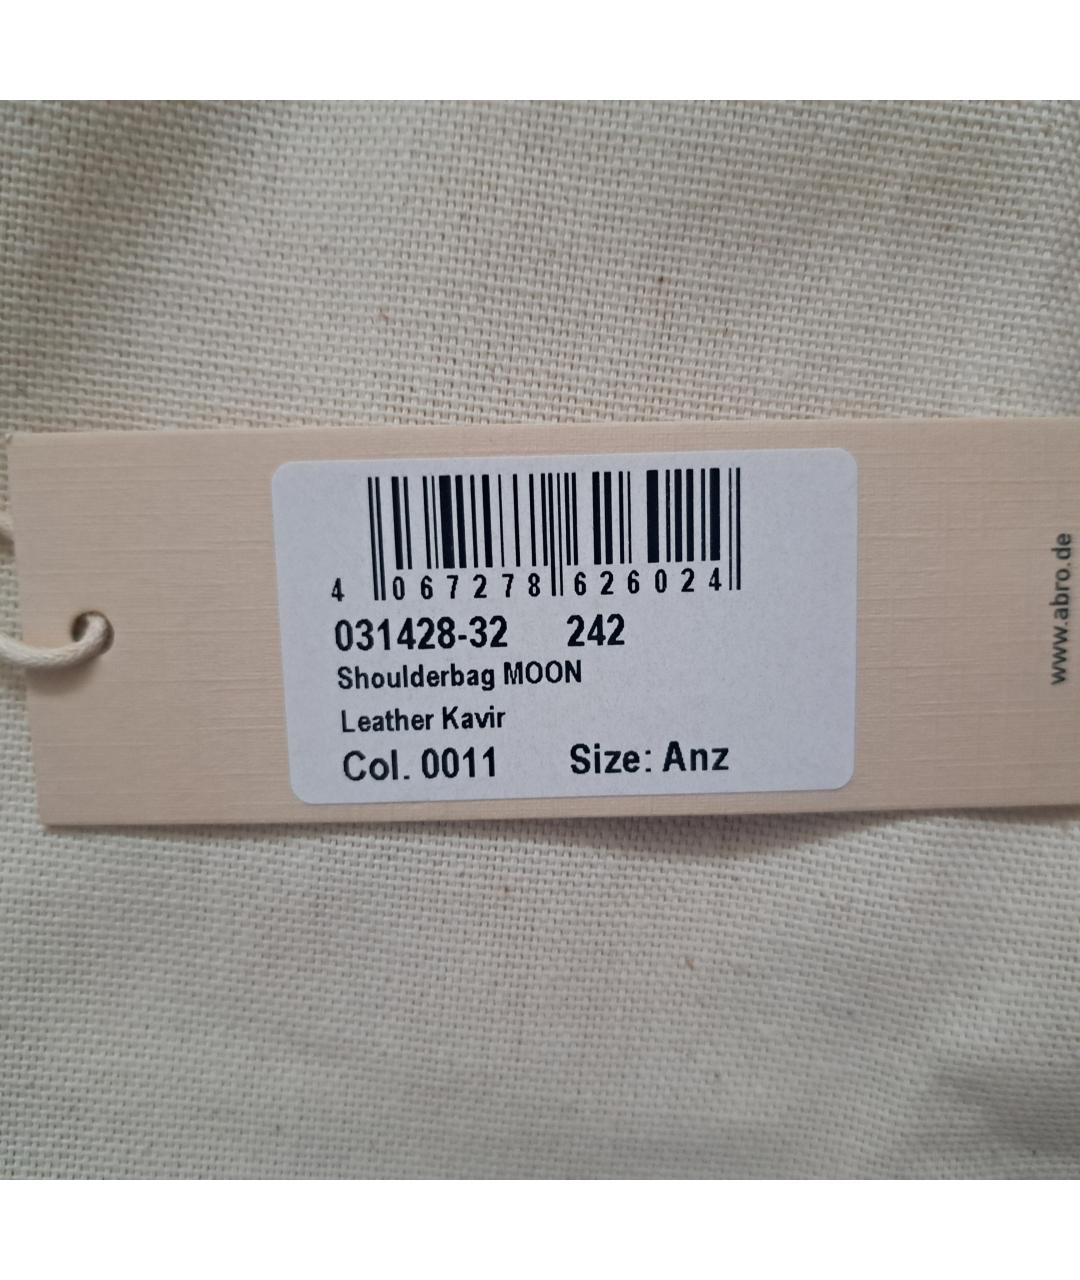 4 067278 626024
031428-32 242
Shoulderbag MOON
Leather Kavir
Col. 0011 Size: Anz
www.abro.de